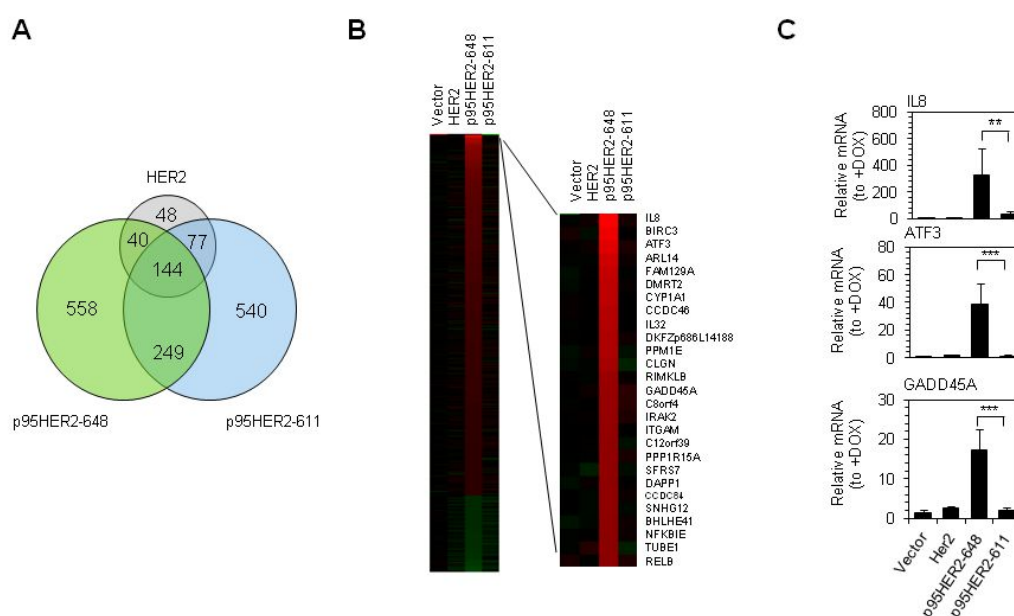 A
HER2
48
40
77
144
558
540
249
p95HER2-648
p95HER2-611
B
Vector
HER2
p95HER2-648
p95HER2-611
Vector
HER2
p95HER2-648
p95HER2-611
IL8
BIRC3
ATF3
ARL14
FAM129A
DMRT2
CYP1A1
CCDC46
IL32
DKFZp686L14188
PPM1E
CLGN
RIMKLB
GADD45A
C8orf4
IRAK2
ITGAM
C12orf39
PPP1R15A
SFRS7
DAPP1
CCDC84
SNHG12
BHLHE41
NFKBIE
TUBE1
RELB
C
IL8
Relative mRNA
(to +DOX)
800
600
400
200
0
**
ATF3
Relative mRNA
(to +DOX)
80
60
40
20
0
***
GADD45A
Relative mRNA
(to +DOX)
30
20
10
0
***
Vector
Her2
p95HER2-648
p95HER2-611